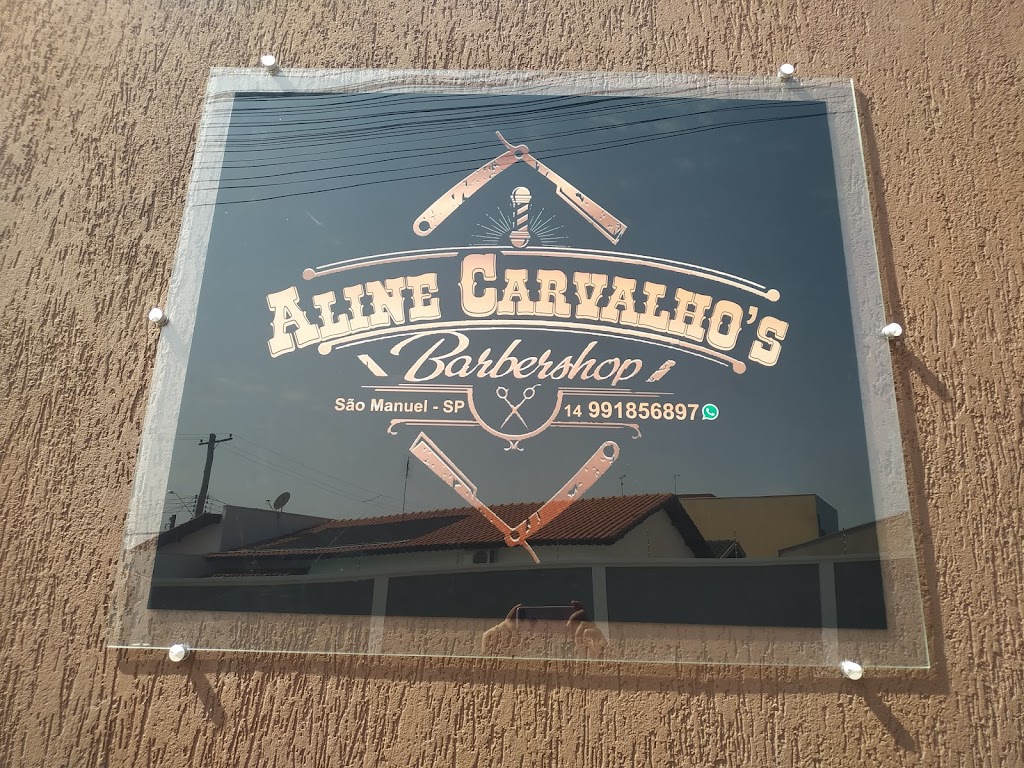 ALINE CARVALHO'S
Barbershop
São Manuel - SP
14 991856897